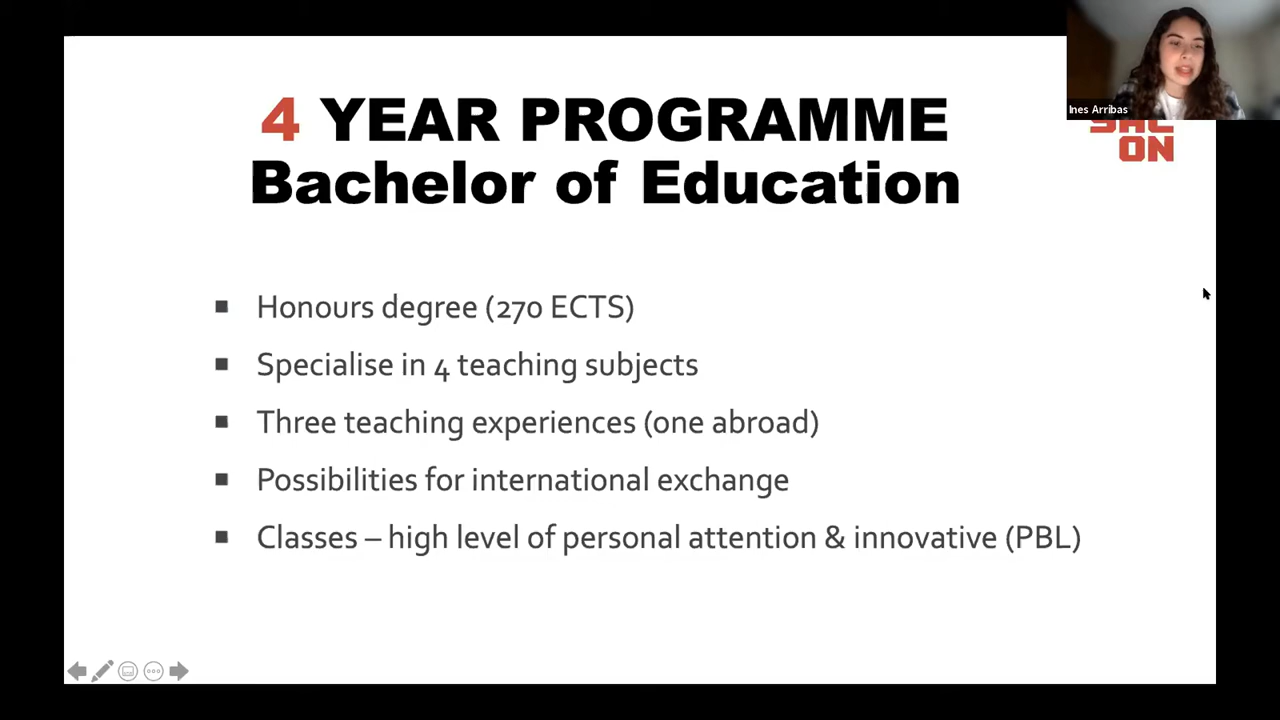 Ines Arribas
4 YEAR PROGRAMME
Bachelor of Education
ON
■ Honours degree (270 ECTS)
■ Specialise in 4 teaching subjects
■ Three teaching experiences (one abroad)
■ Possibilities for international exchange
■ Classes – high level of personal attention & innovative (PBL)